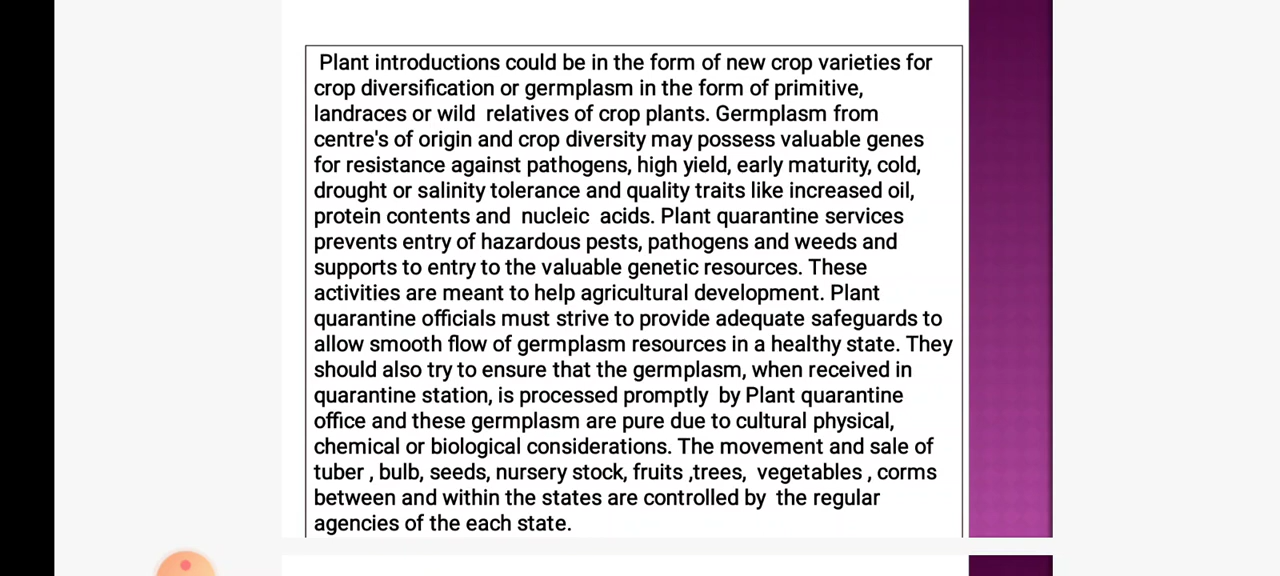 Plant introductions could be in the form of new crop varieties for
crop diversification or germplasm in the form of primitive,
landraces or wild relatives of crop plants. Germplasm from
centre's of origin and crop diversity may possess valuable genes
for resistance against pathogens, high yield, early maturity, cold,
drought or salinity tolerance and quality traits like increased oil,
protein contents and nucleic acids. Plant quarantine services
prevents entry of hazardous pests, pathogens and weeds and
supports to entry to the valuable genetic resources. These
activities are meant to help agricultural development. Plant
quarantine officials must strive to provide adequate safeguards to
allow smooth flow of germplasm resources in a healthy state. They
should also try to ensure that the germplasm, when received in
quarantine station, is processed promptly by Plant quarantine
office and these germplasm are pure due to cultural physical,
chemical or biological considerations. The movement and sale of
tuber , bulb, seeds, nursery stock, fruits ,trees, vegetables , corms
between and within the states are controlled by the regular
agencies of the each state.